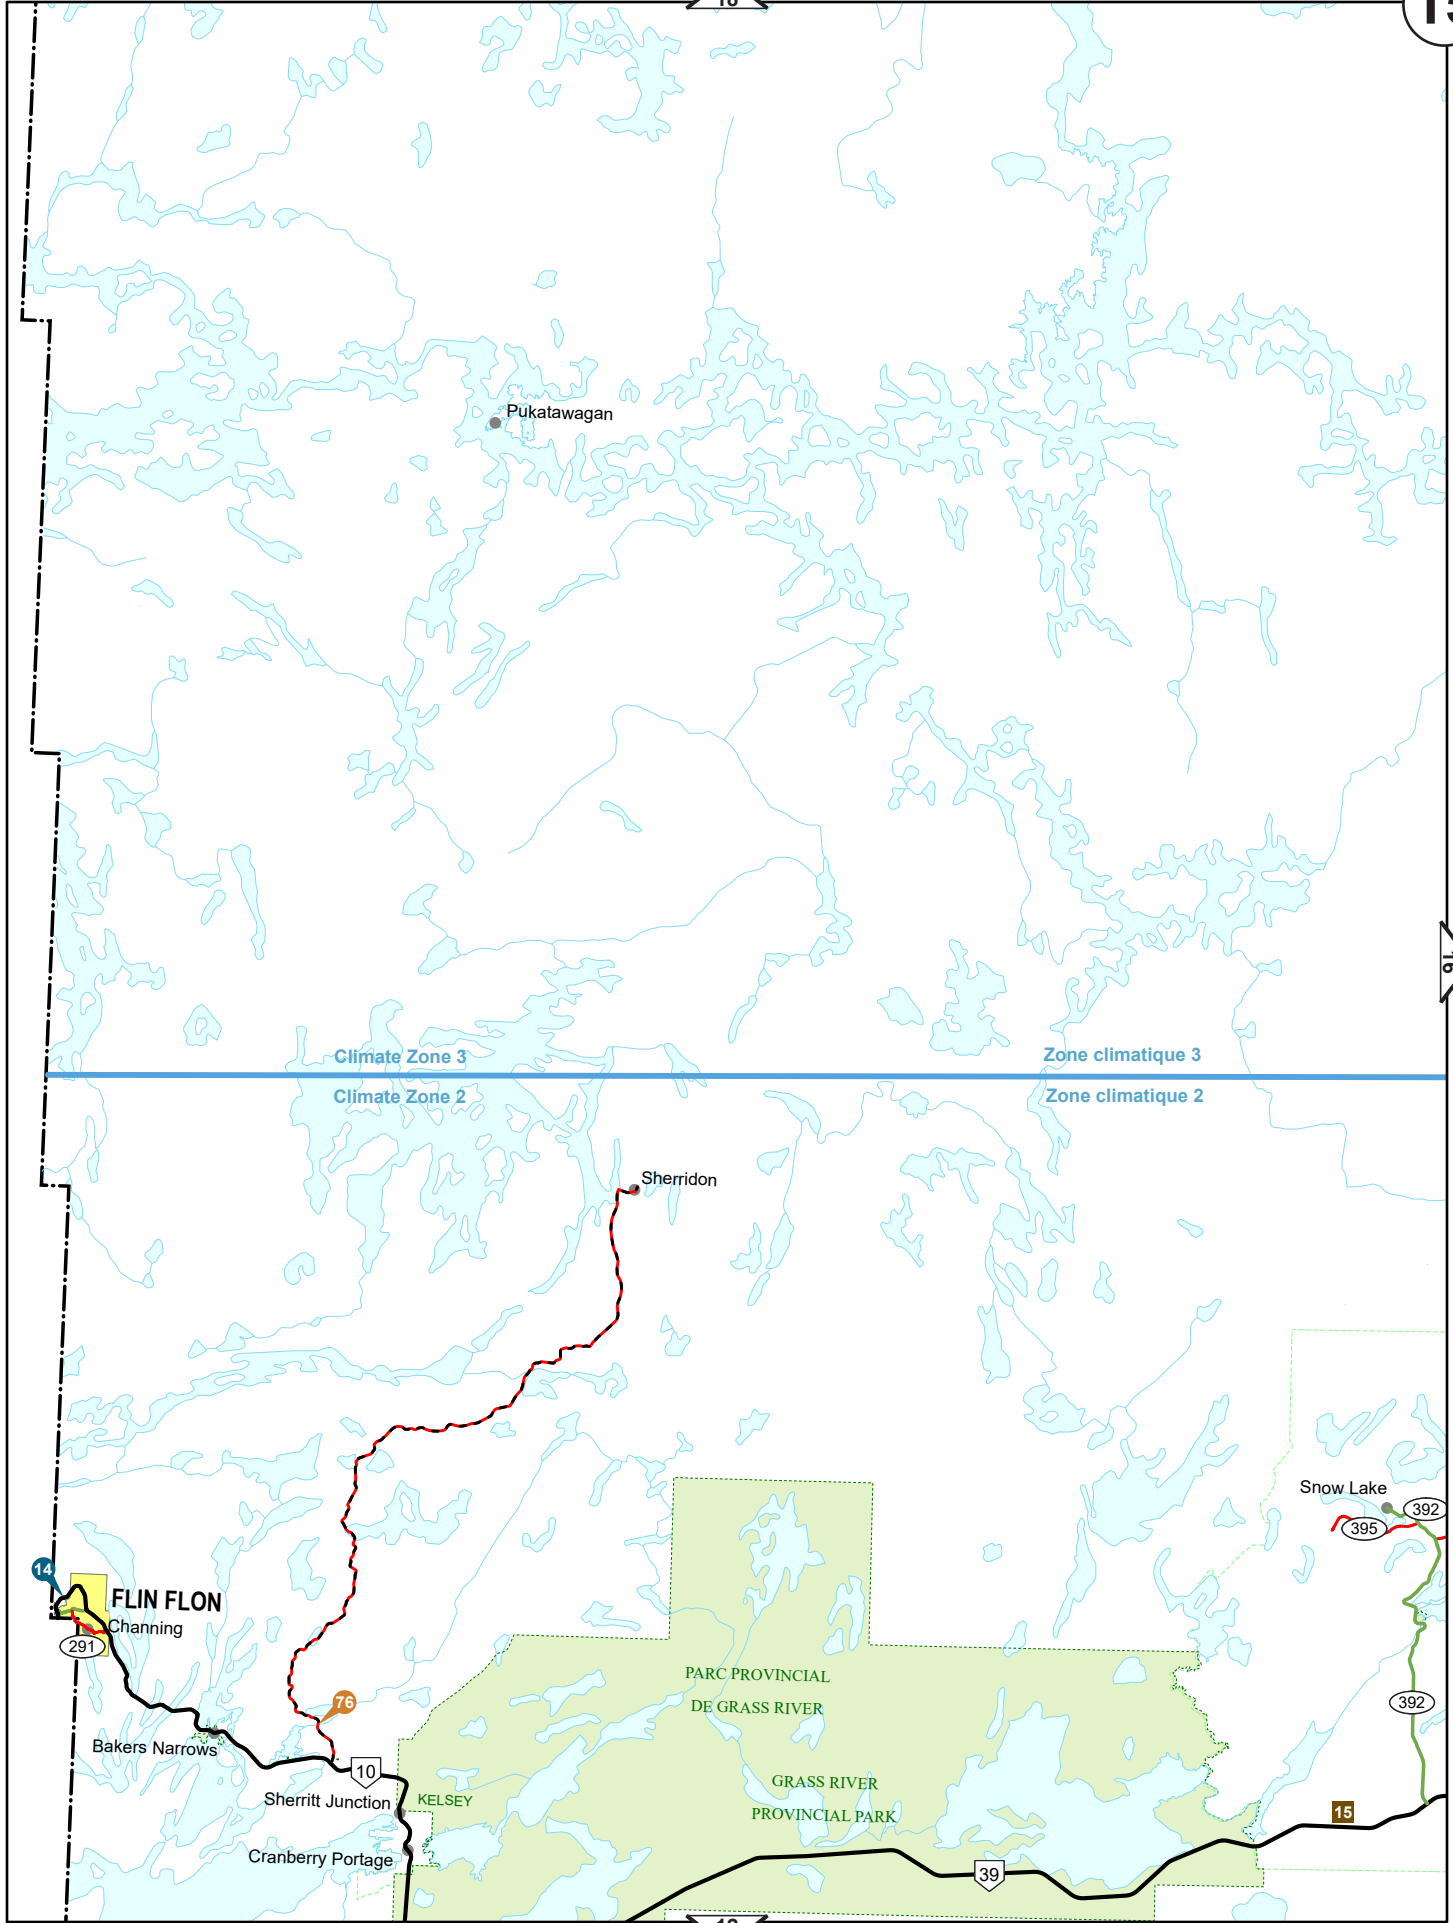 Pukatawagan
Climate Zone 3
Zone climatique 3
Climate Zone 2
Zone climatique 2
Sherridon
Snow Lake
392
395
14
FLIN FLON
Channing
291
PARC PROVINCIAL
DE GRASS RIVER
76
392
Bakers Narrows
10
GRASS RIVER
PROVINCIAL PARK
Sherritt Junction
KELSEY
15
Cranberry Portage
39